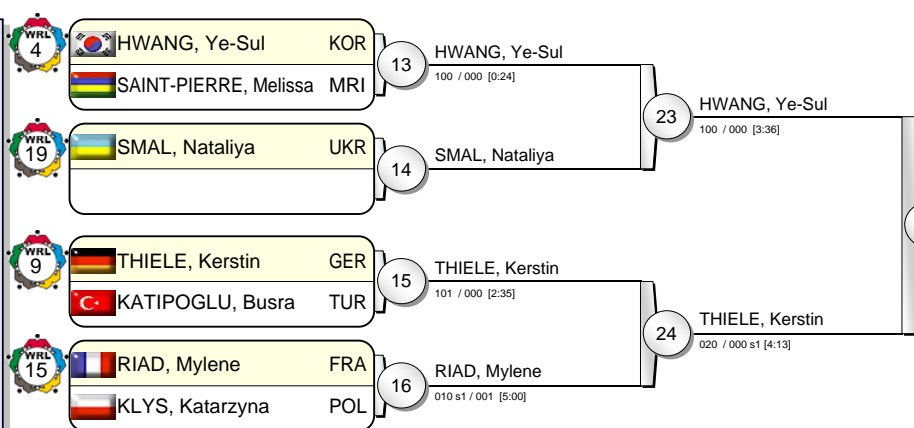 WRL
4
HWANG, Ye-Sul KOR
SAINT-PIERRE, Melissa MRI
13
HWANG, Ye-Sul
100 / 000 [0:24]
WRL
19
SMAL, Nataliya UKR
14
SMAL, Nataliya
23
HWANG, Ye-Sul
100 / 000 [3:36]
WRL
9
THIELE, Kerstin GER
KATIPOGLU, Busra TUR
15
THIELE, Kerstin
101 / 000 [2:35]
WRL
15
RIAD, Mylene FRA
KLYS, Katarzyna POL
16
RIAD, Mylene
010 s1 / 001 [5:00]
24
THIELE, Kerstin
020 / 000 s1 [4:13]